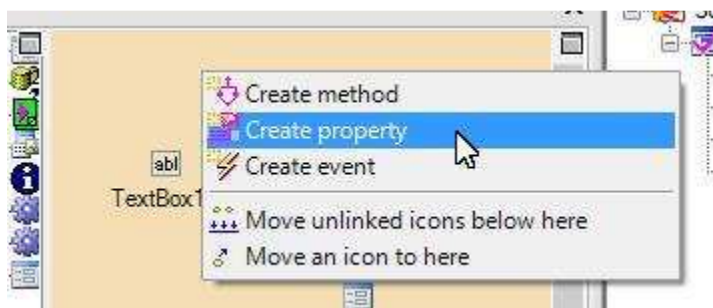 Create method
Create property
abl
Create event
TextBox1
Move unlinked icons below here
Move an icon to here